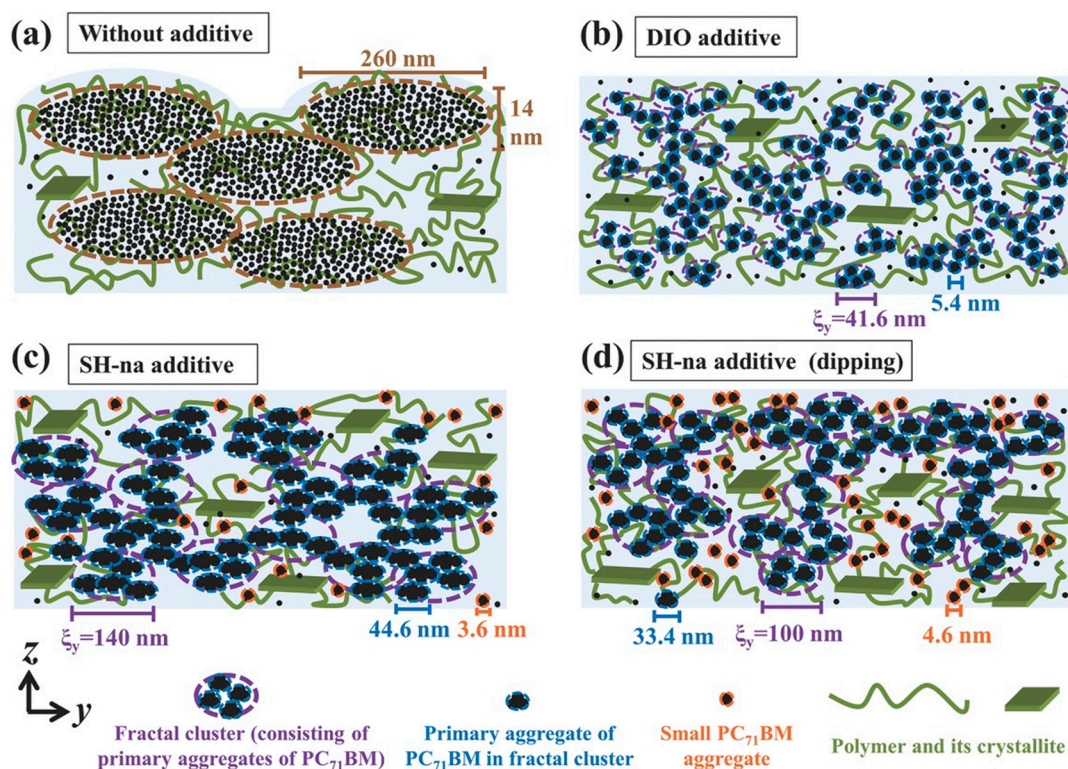 (a) Without additive
260 nm
14
nm
(b) DIO additive
5.4 nm
ξy=41.6 nm
(c) SH-na additive
ξy=140 nm
44.6 nm
3.6 nm
(d) SH-na additive (dipping)
33.4 nm
ξy=100 nm
4.6 nm
z
y
Fractal cluster (consisting of
primary aggregates of PC71BM)
Primary aggregate of
PC71BM in fractal cluster
Small PC71BM
aggregate
Polymer and its crystallite